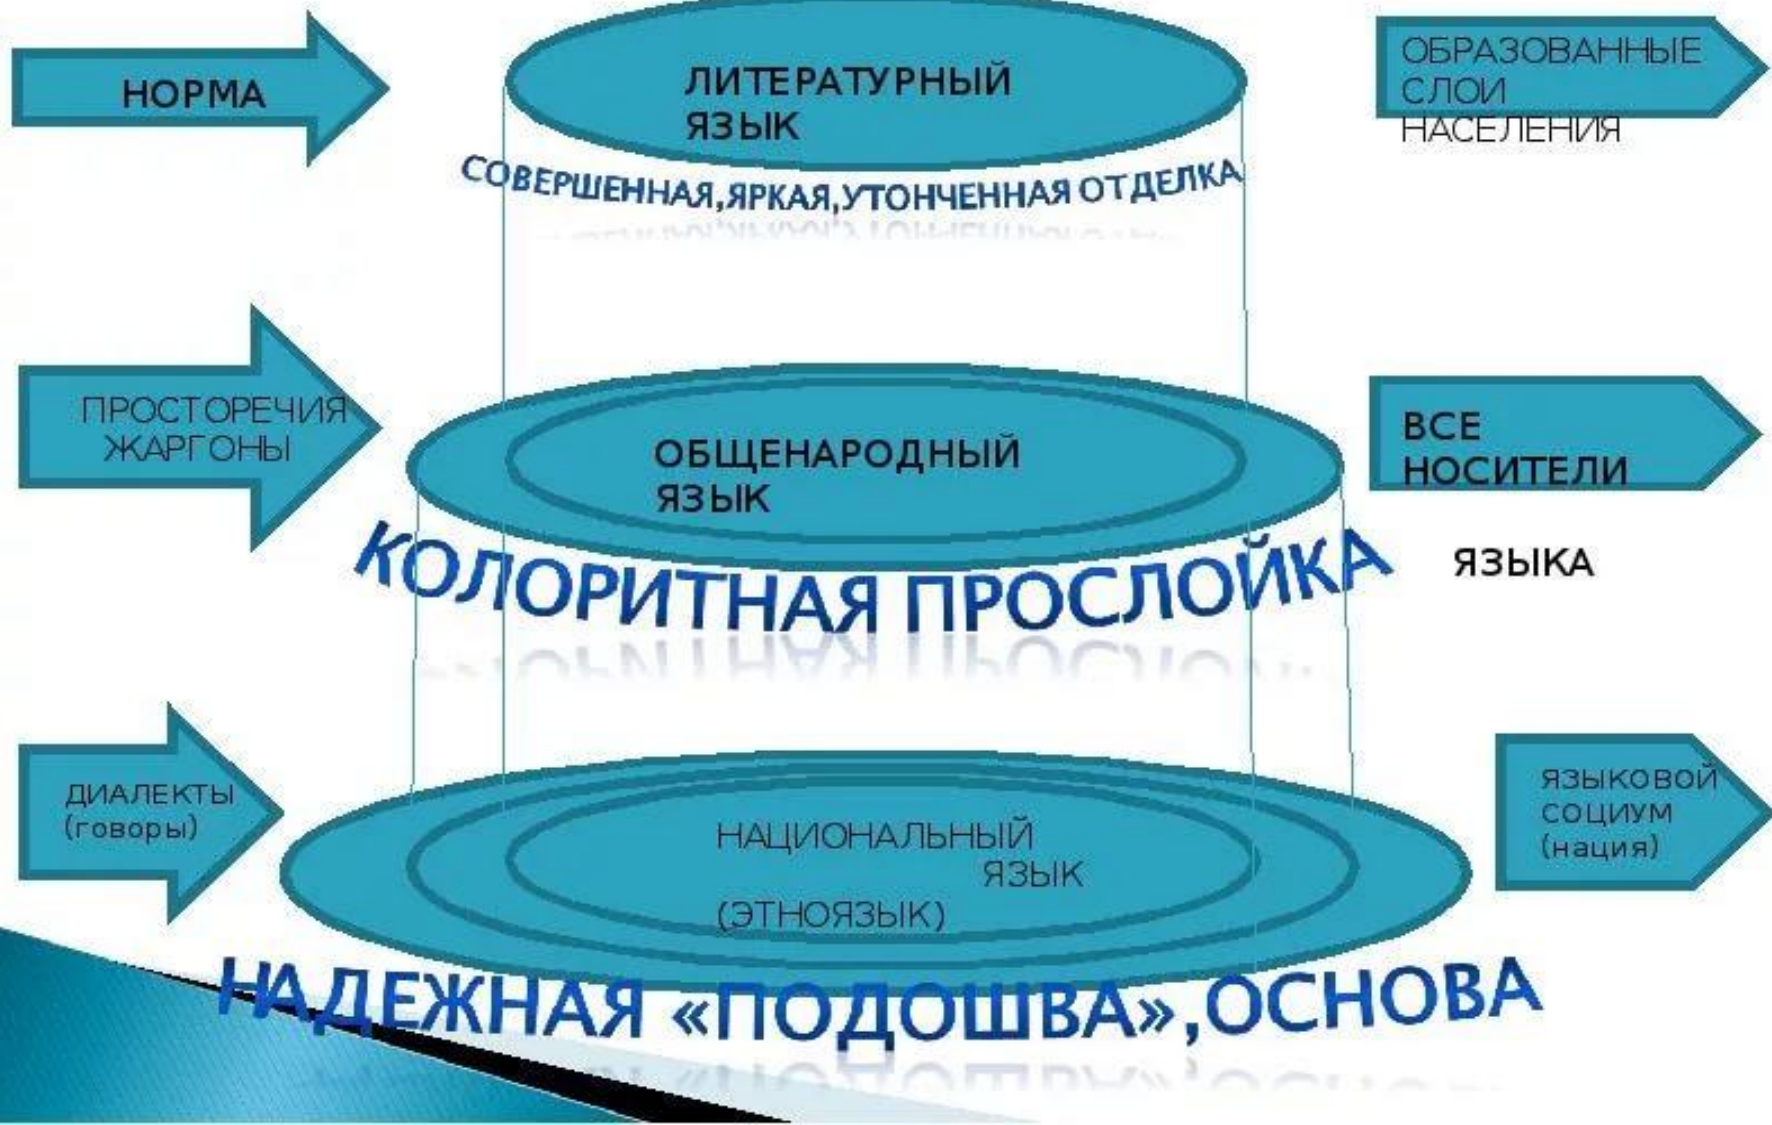 НОРМА
ЛИТЕРАТУРНЫЙ
ЯЗЫК
ОБРАЗОВАННЫЕ
СЛОИ
НАСЕЛЕНИЯ
СОВЕРШЕННАЯ,ЯРКАЯ,УТОНЧЕННАЯ ОТДЕЛКА
ПРОСТОРЕЧИЯ
ЖАРГОНЫ
ОБЩЕНАРОДНЫЙ
ЯЗЫК
ВСЕ
НОСИТЕЛИ
ЯЗЫКА
КОЛОРИТНАЯ ПРОСЛОЙКА
ДИАЛЕКТЫ
(говоры)
НАЦИОНАЛЬНЫЙ
ЯЗЫК
(ЭТНОЯЗЫК)
ЯЗЫКОВОЙ
СОЦИУМ
(нация)
НАДЕЖНАЯ «ПОДОШВА»,ОСНОВА